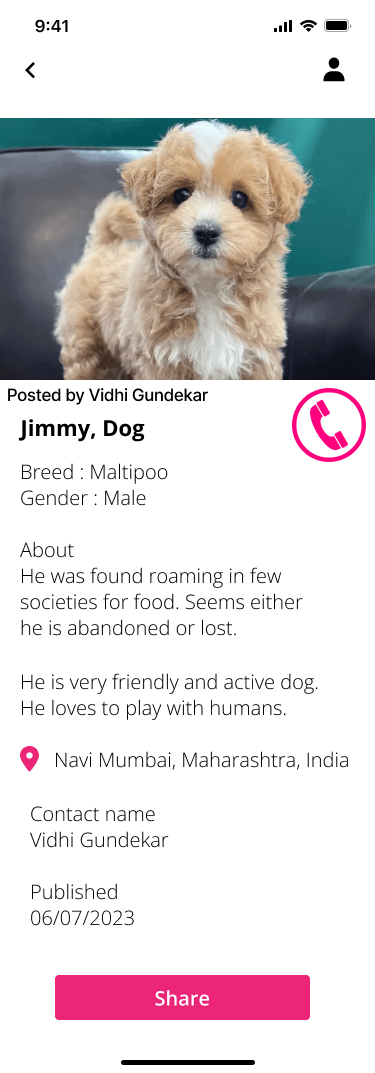 9:41
Posted by Vidhi Gundekar
Jimmy, Dog
Breed : Maltipoo
Gender : Male
About
He was found roaming in few
societies for food. Seems either
he is abandoned or lost.
He is very friendly and active dog.
He loves to play with humans.
Navi Mumbai, Maharashtra, India
Contact name
Vidhi Gundekar
Published
06/07/2023
Share